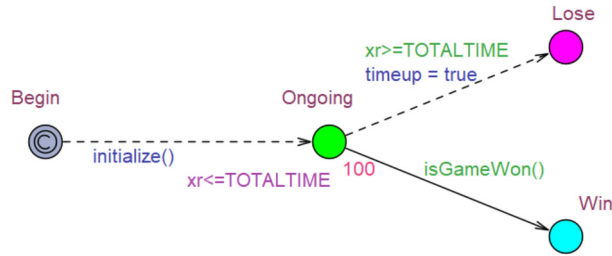 Lose
xr>=TOTALTIME
timeup = true
Begin
Ongoing
C
initialize()
xr<=TOTALTIME
100
isGameWon()
Win